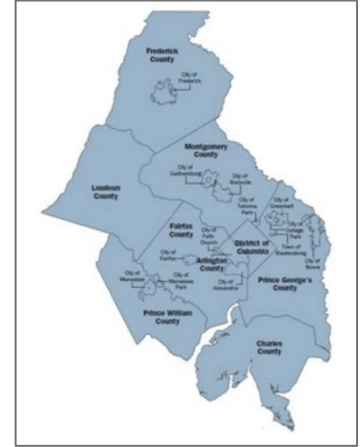 Frederick
County
City of
Frederick
Montgomery
County
City of
Gaithersburg
City of
Rockville
Loudoun
County
City of
Takoma
Park
City of
Greenbelt
College
Park
Fairfax
County
City of
Falls
Church
District of
Columbia
Town of
Bladensburg
City of
Bowie
City of
Fairfax
Arlington
County
City of
Manassas
City of
Manassas
Park
City of
Alexandria
Prince George's
County
Prince William
County
Charles
County